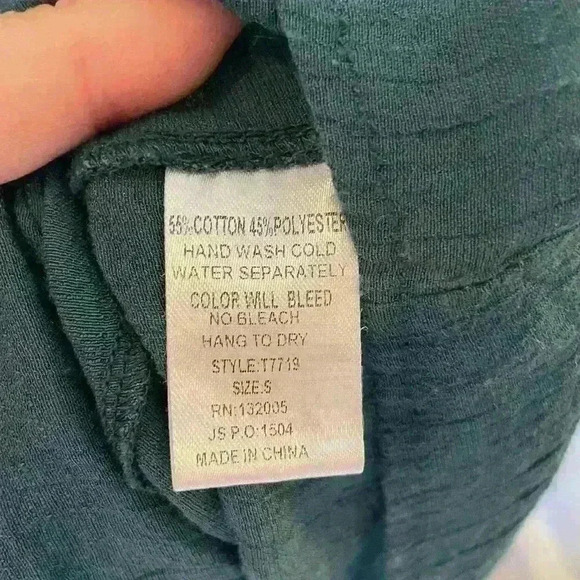 55% COTTON 45% POLYESTER
HAND WASH COLD
WATER SEPARATELY
COLOR WILL BLEED
NO BLEACH
HANG TO DRY
STYLE:T7719
SIZE:S
RN:132005
JS P.O:1504
MADE IN CHINA